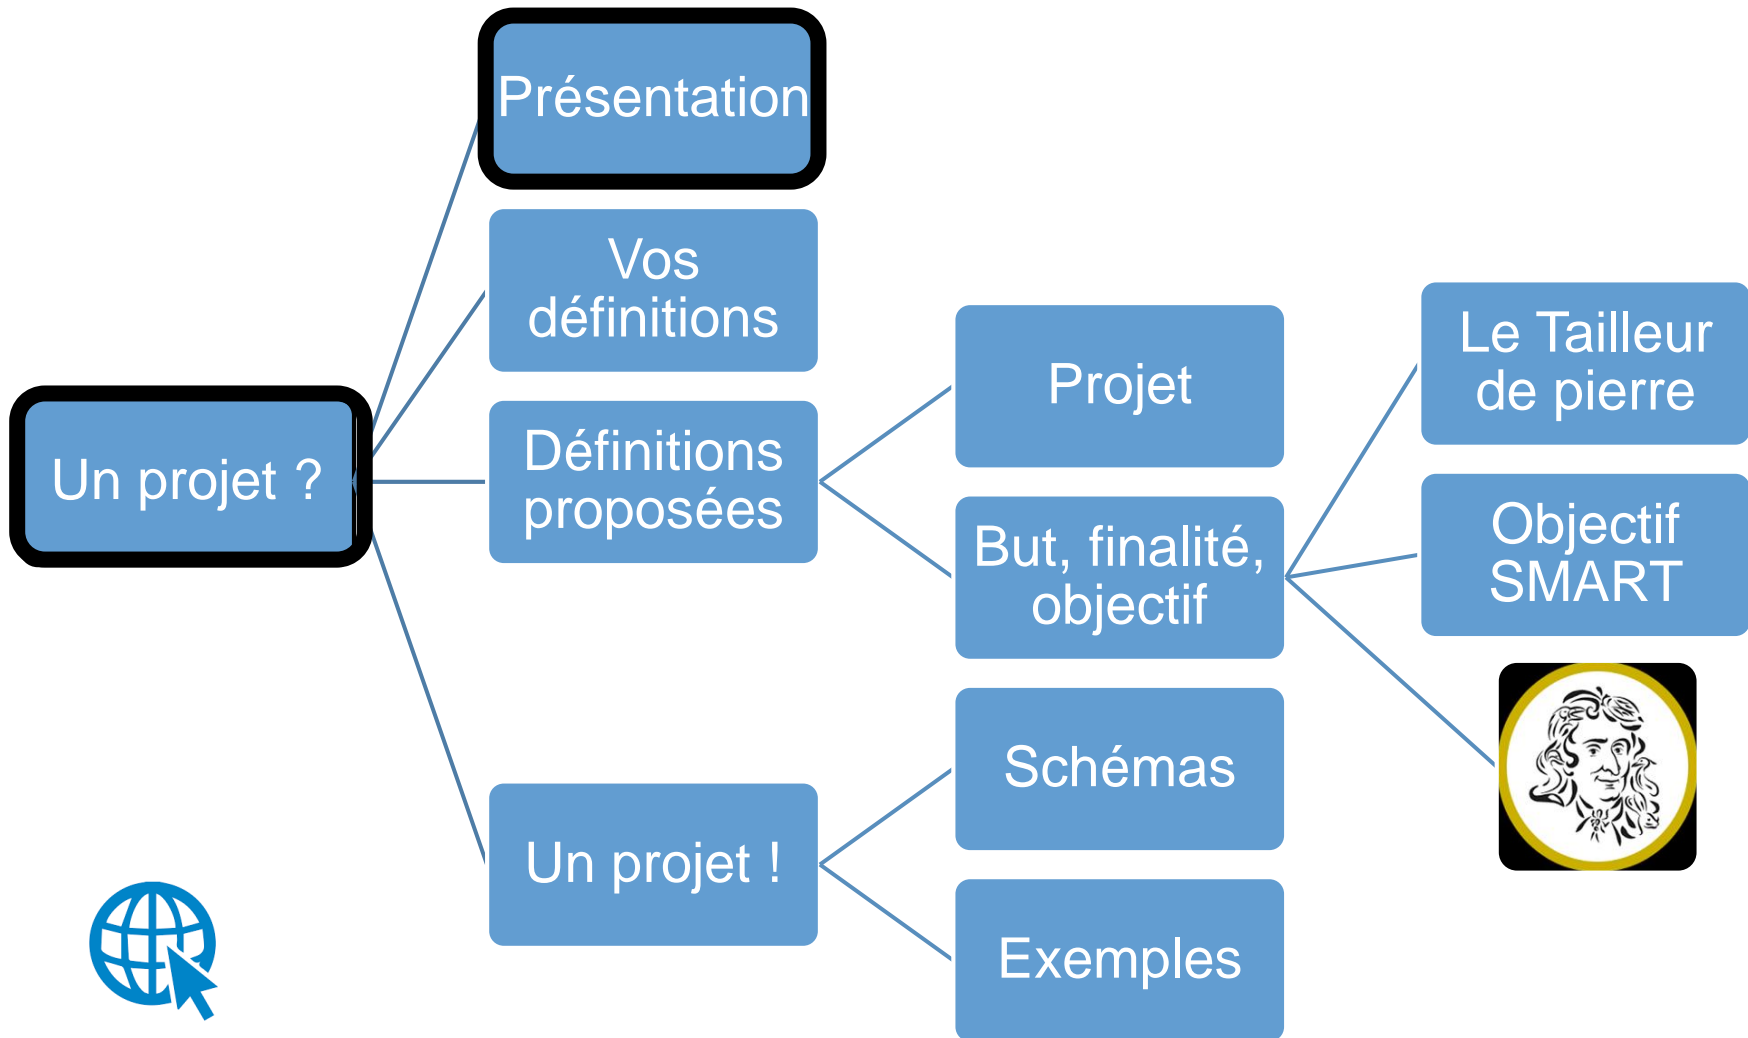 Présentation
Vos
définitions
Un projet ?
Définitions
proposées
Projet
But, finalité,
objectif
Le Tailleur
de pierre
Objectif
SMART
Un projet !
Schémas
Exemples